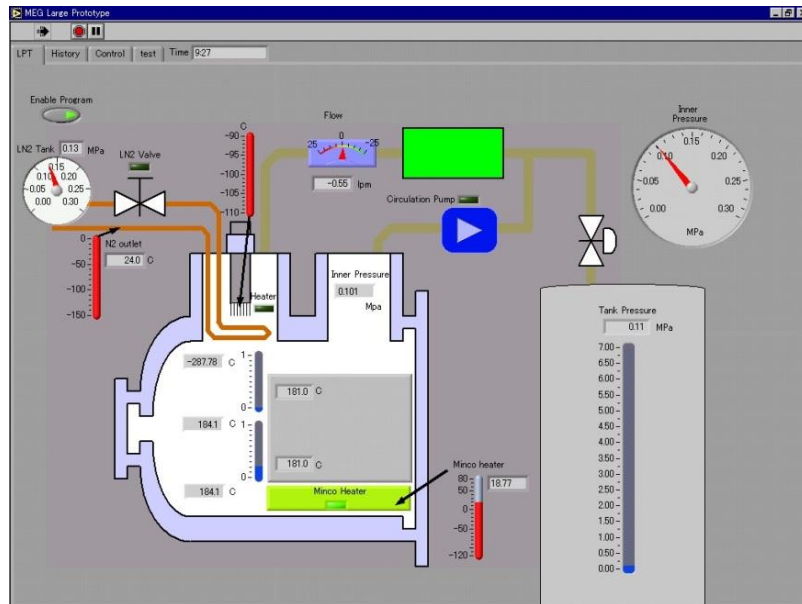 MEG Large Prototype
LPT History Control test Time 9:27
Enable Program
LN2 Tank 0.13 MPa
LN2 Valve
0.00 0.05 0.10 0.15 0.20 0.25 0.30
C
-90
-95
-100
-105
-110
Flow
25 0 -25
-0.55 lpm
Circulation Pump
Inner Pressure
0.00 0.05 0.10 0.15 0.20 0.25 0.30
MPa
N2 outlet
24.0 C
0
-50
-100
-150
Heater
Inner Pressure
0.101
Mpa
-287.78 C
1
0
184.1 C
1
0
184.1 C
181.0 C
181.0 C
Minco Heater
Minco heater
18.77
80
50
0
-50
-120
Tank Pressure
0.11 MPa
7.00
6.50
6.00
5.50
5.00
4.50
4.00
3.50
3.00
2.50
2.00
1.50
1.00
0.50
0.00